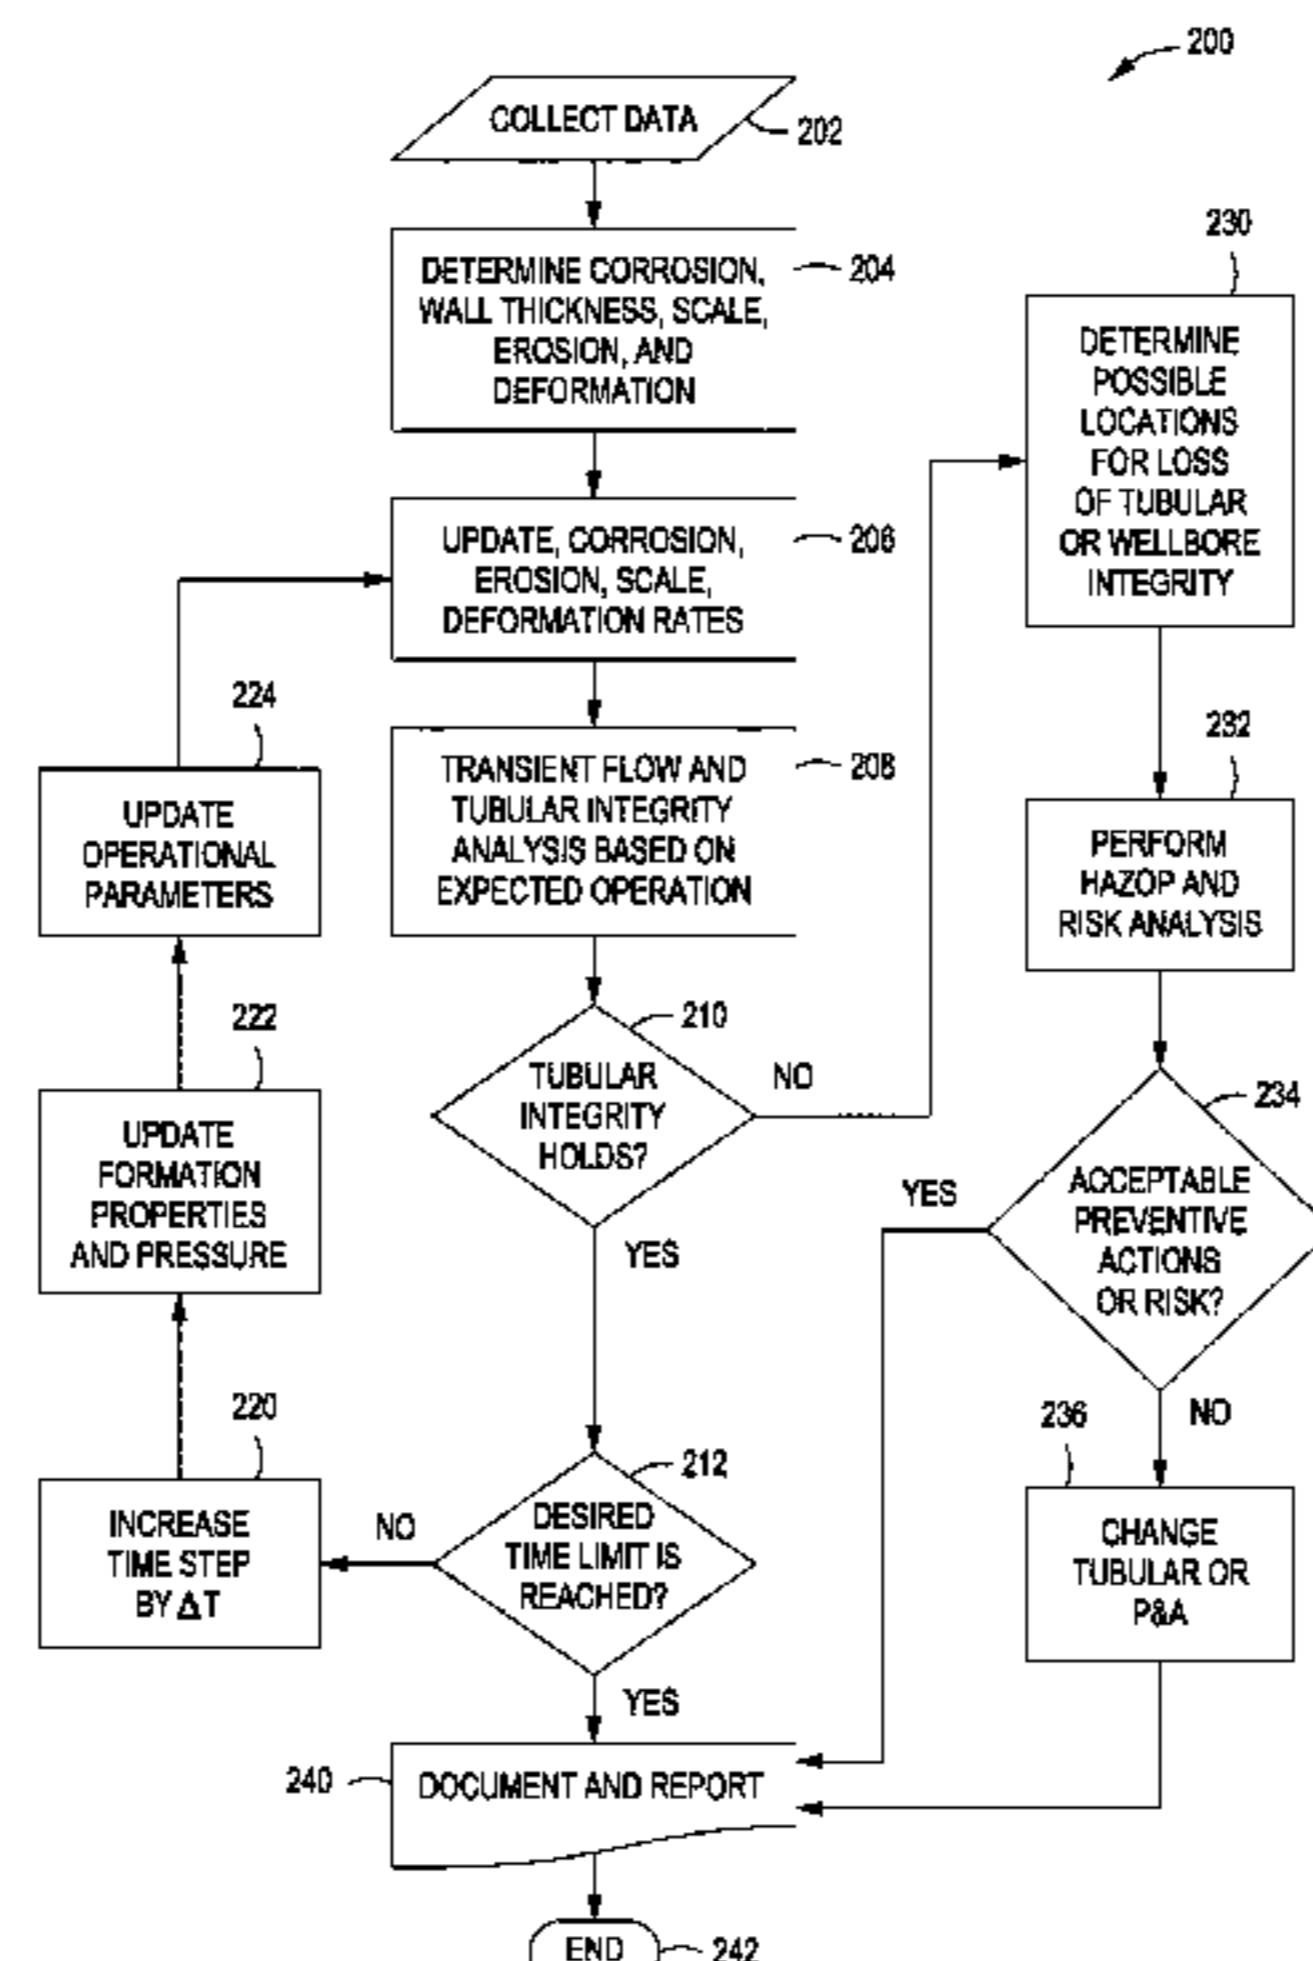 200
COLLECT DATA
202
DETERMINE CORROSION,
WALL THICKNESS, SCALE,
EROSION, AND
DEFORMATION
204
UPDATE, CORROSION,
EROSION, SCALE,
DEFORMATION RATES
206
TRANSIENT FLOW AND
TUBULAR INTEGRITY
ANALYSIS BASED ON
EXPECTED OPERATION
208
210
TUBULAR
INTEGRITY
HOLDS?
NO
YES
212
DESIRED
TIME LIMIT IS
REACHED?
NO
YES
220
INCREASE
TIME STEP
BY ΔT
222
UPDATE
FORMATION
PROPERTIES
AND PRESSURE
224
UPDATE
OPERATIONAL
PARAMETERS
230
DETERMINE
POSSIBLE
LOCATIONS
FOR LOSS
OF TUBULAR
OR WELLBORE
INTEGRITY
232
PERFORM
HAZOP AND
RISK ANALYSIS
234
ACCEPTABLE
PREVENTIVE
ACTIONS
OR RISK?
YES
NO
236
CHANGE
TUBULAR OR
P&A
240
DOCUMENT AND REPORT
END
242